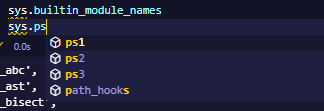 sys.builtin_module_names
sys.ps
0.0s
ps1
ps2
ps3
path_hooks
_abc',
_ast',
_bisect',